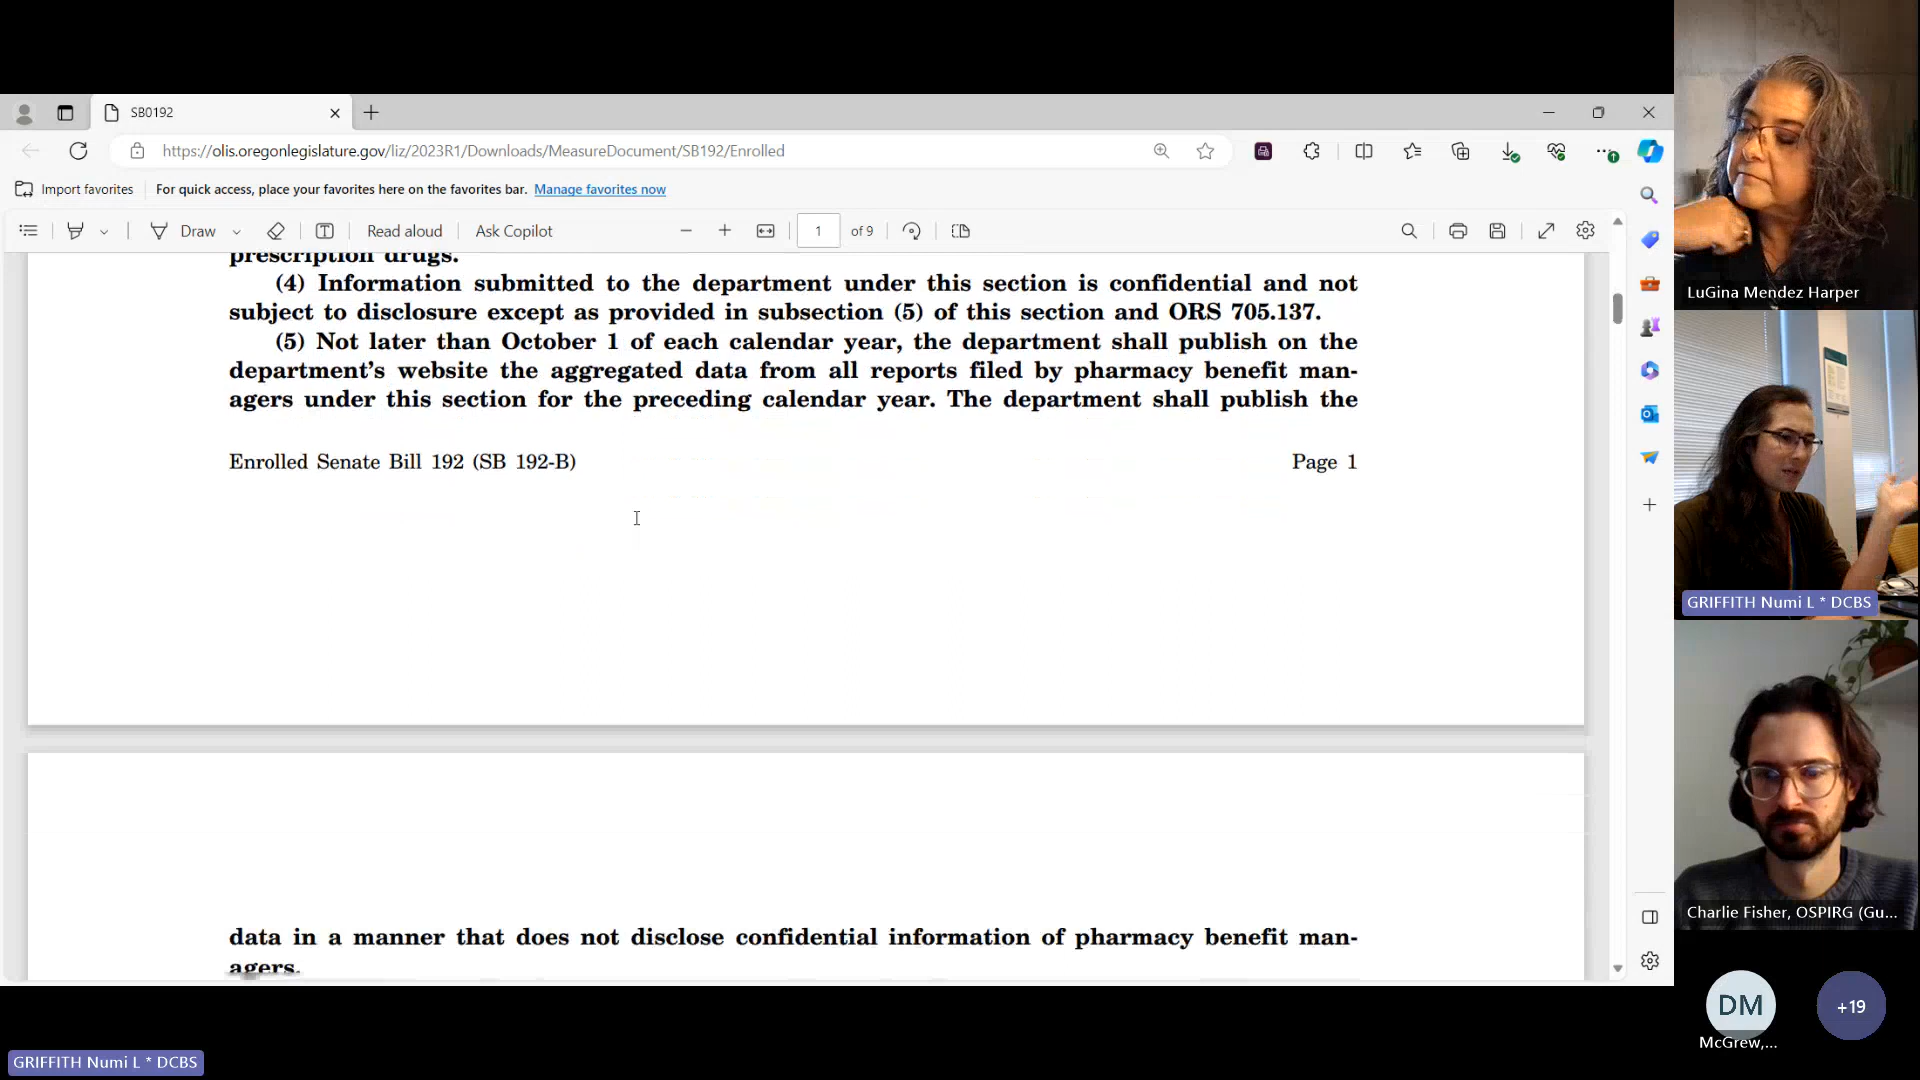 SB0192
https://olis.oregonlegislature.gov/liz/2023R1/Downloads/MeasureDocument/SB192/Enrolled
Import favorites
For quick access, place your favorites here on the favorites bar. Manage favorites now
Draw
Read aloud
Ask Copilot
1 of 9
prescription drugs.
(4) Information submitted to the department under this section is confidential and not
subject to disclosure except as provided in subsection (5) of this section and ORS 705.137.
(5) Not later than October 1 of each calendar year, the department shall publish on the
department's website the aggregated data from all reports filed by pharmacy benefit man-
agers under this section for the preceding calendar year. The department shall publish the
Enrolled Senate Bill 192 (SB 192-B)
Page 1
data in a manner that does not disclose confidential information of pharmacy benefit man-
agers.
LuGina Mendez Harper
GRIFFITH Numi L * DCBS
Charlie Fisher, OSPIRG (Gu...
DM
McGrew,...
+19
GRIFFITH Numi L * DCBS